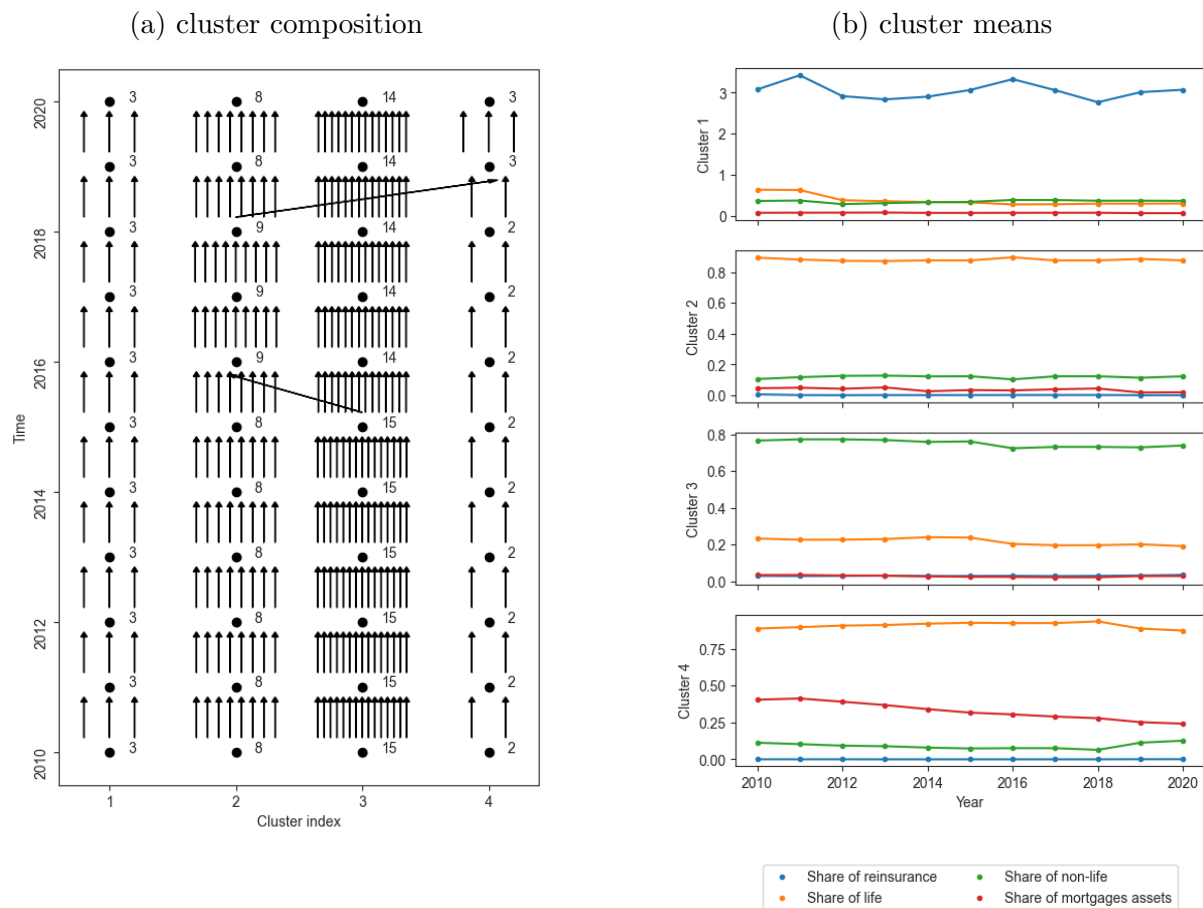 (a) cluster composition
(b) cluster means
2020 3 8 14 3
3 8 14 3
2018 3 9 14 2
3 9 14 2
2016 3 9 14 2
3 8 15 2
2014 3 8 15 2
3 8 15 2
2012 3 8 15 2
3 8 15 2
2010 3 8 15 2
Time
1 2 3 4
Cluster index
3
2
1
0
Cluster 1
0.8
0.6
0.4
0.2
0.0
Cluster 2
0.8
0.6
0.4
0.2
0.0
Cluster 3
0.75
0.50
0.25
0.00
Cluster 4
2010 2012 2014 2016 2018 2020
Year
Share of reinsurance
Share of life
Share of non-life
Share of mortgages assets